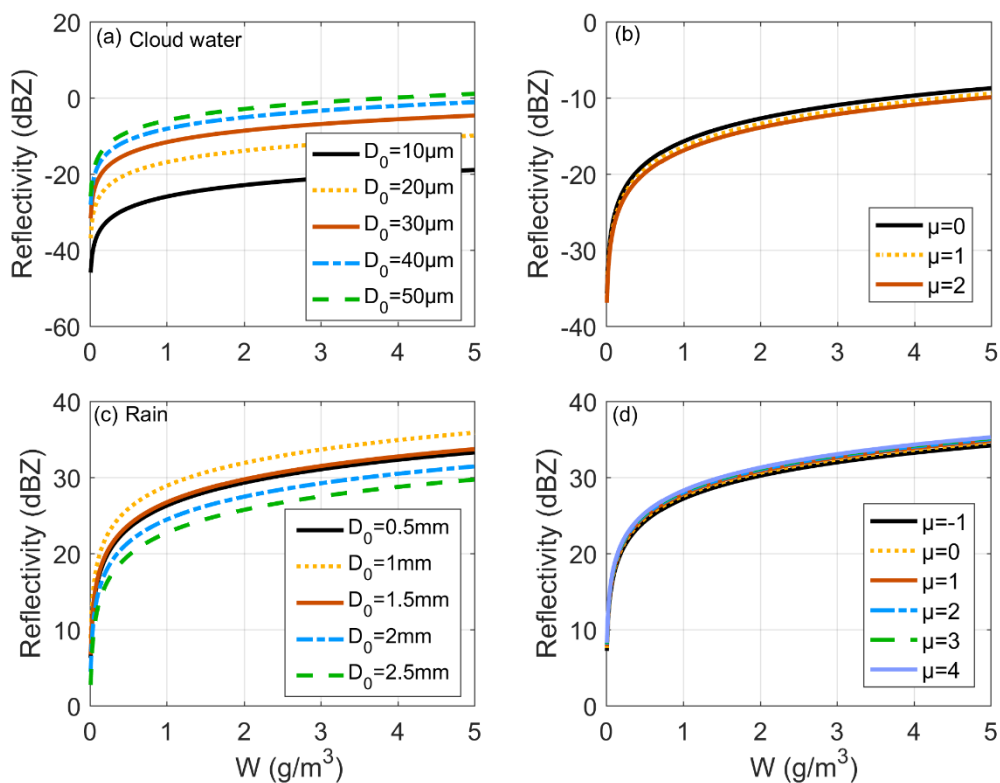 (a) Cloud water
Reflectivity (dBZ)
20
0
-20
-40
-60
0 1 2 3 4 5
D0=10μm
D0=20μm
D0=30μm
D0=40μm
D0=50μm
(b)
Reflectivity (dBZ)
-0
-10
-20
-30
-40
0 1 2 3 4 5
μ=0
μ=1
μ=2
(c) Rain
Reflectivity (dBZ)
40
30
20
10
0
0 1 2 3 4 5
W (g/m³)
D0=0.5mm
D0=1mm
D0=1.5mm
D0=2mm
D0=2.5mm
(d)
Reflectivity (dBZ)
40
30
20
10
0
0 1 2 3 4 5
W (g/m³)
μ=-1
μ=0
μ=1
μ=2
μ=3
μ=4